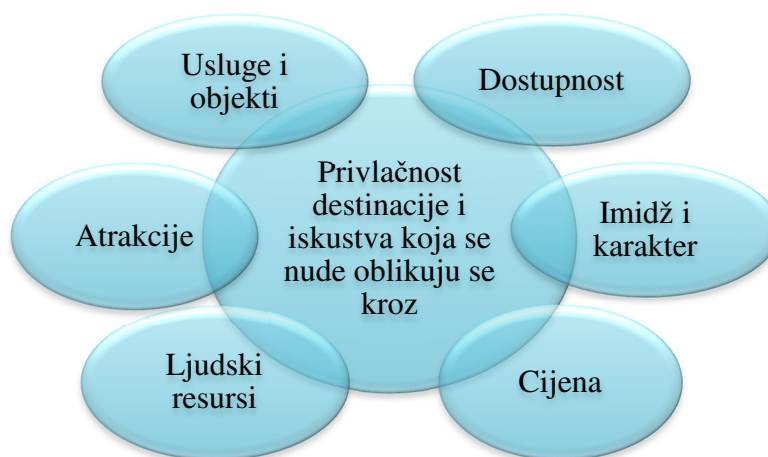 Usluge i
objekti
Dostupnost
Privlačnost
destinacije i
iskustva koja se
nude oblikuju se
kroz
Atrakcije
Imidž i
karakter
Ljudski
resursi
Cijena